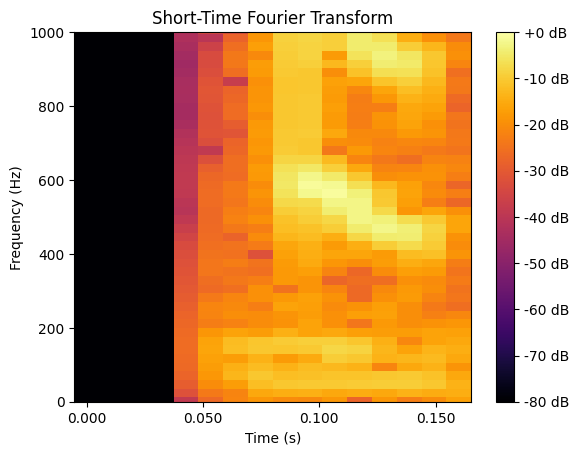 Short-Time Fourier Transform
1000
800
600
400
200
0
Frequency (Hz)
0.000
0.050
0.100
0.150
Time (s)
+0 dB
-10 dB
-20 dB
-30 dB
-40 dB
-50 dB
-60 dB
-70 dB
-80 dB